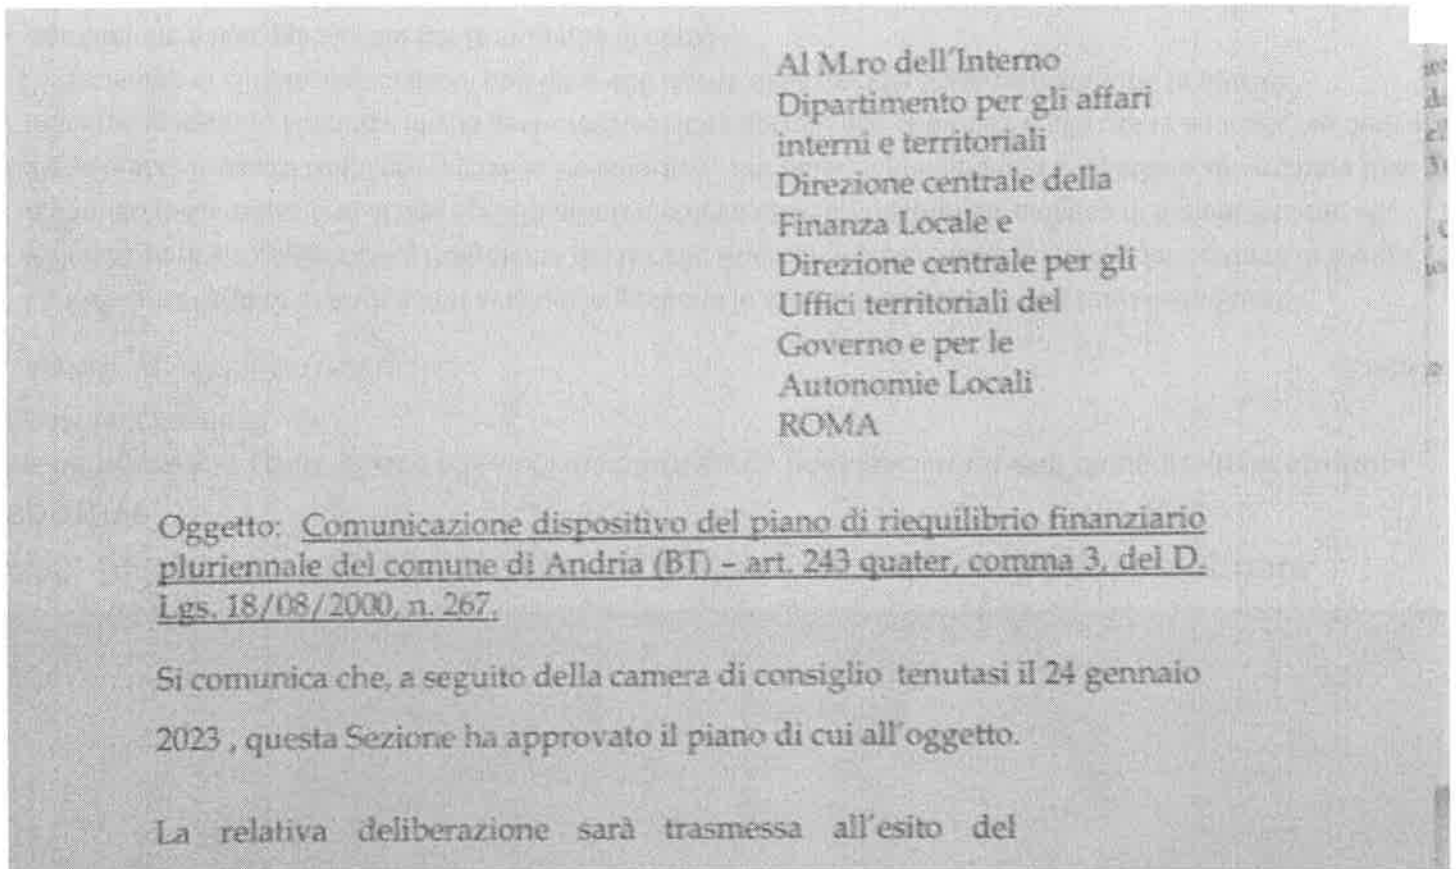 Al M.ro dell'Interno
Dipartimento per gli affari
interni e territoriali
Direzione centrale della
Finanza Locale e
Direzione centrale per gli
Uffici territoriali del
Governo e per le
Autonomie Locali
ROMA
Oggetto: Comunicazione dispositivo del piano di riequilibrio finanziario
pluriennale del comune di Andria (BT) – art. 243 quater, comma 3, del D.
Lgs. 18/08/2000, n. 267.
Si comunica che, a seguito della camera di consiglio tenutasi il 24 gennaio
2023 , questa Sezione ha approvato il piano di cui all'oggetto.
La relativa deliberazione sarà trasmessa all'esito del